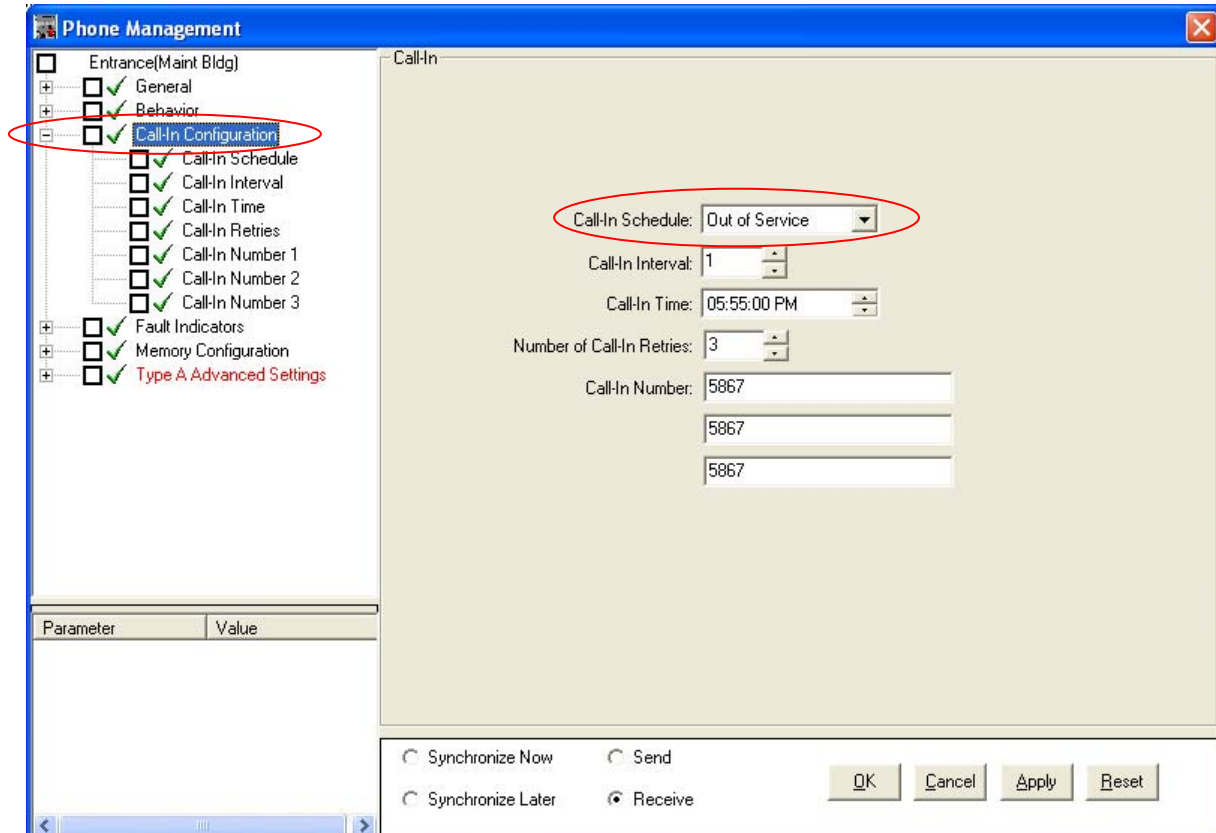 Phone Management
Entrance(Maint Bldg)
General
Behavior
Call-In Configuration
Call-In Schedule
Call-In Interval
Call-In Time
Call-In Retries
Call-In Number 1
Call-In Number 2
Call-In Number 3
Fault Indicators
Memory Configuration
Type A Advanced Settings
Parameter Value
Call-In
Call-In Schedule: Out of Service
Call-In Interval: 1
Call-In Time: 05:55:00 PM
Number of Call-In Retries: 3
Call-In Number: 5867
5867
5867
Synchronize Now Send
Synchronize Later Receive
OK Cancel Apply Reset